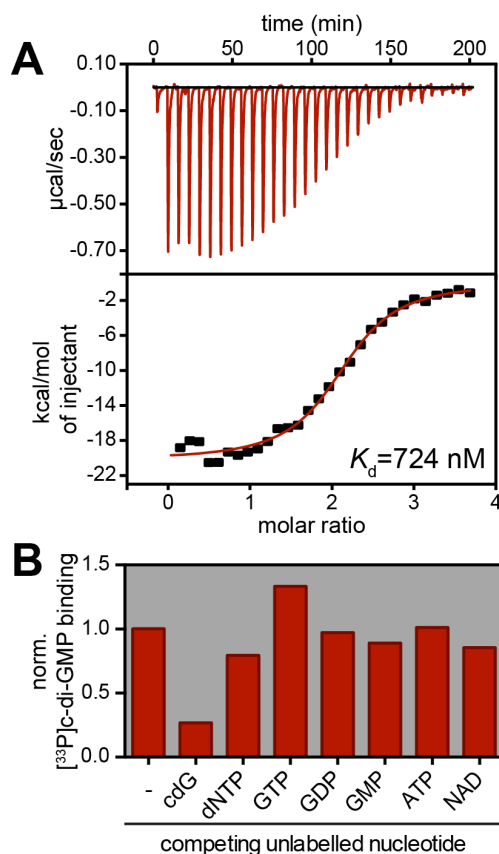 A
time (min)
0 50 100 150 200
0.10
-0.10
-0.30
-0.50
-0.70
µcal/sec
-2
-6
-10
-14
-18
-22
kcal/mol
of injectant
Kd=724 nM
0 1 2 3 4
molar ratio
B
1.5
1.0
0.5
0.0
norm.
[³³P]c-di-GMP binding
- cdG dNTP GTP GDP GMP ATP NAD
competing unlabelled nucleotide